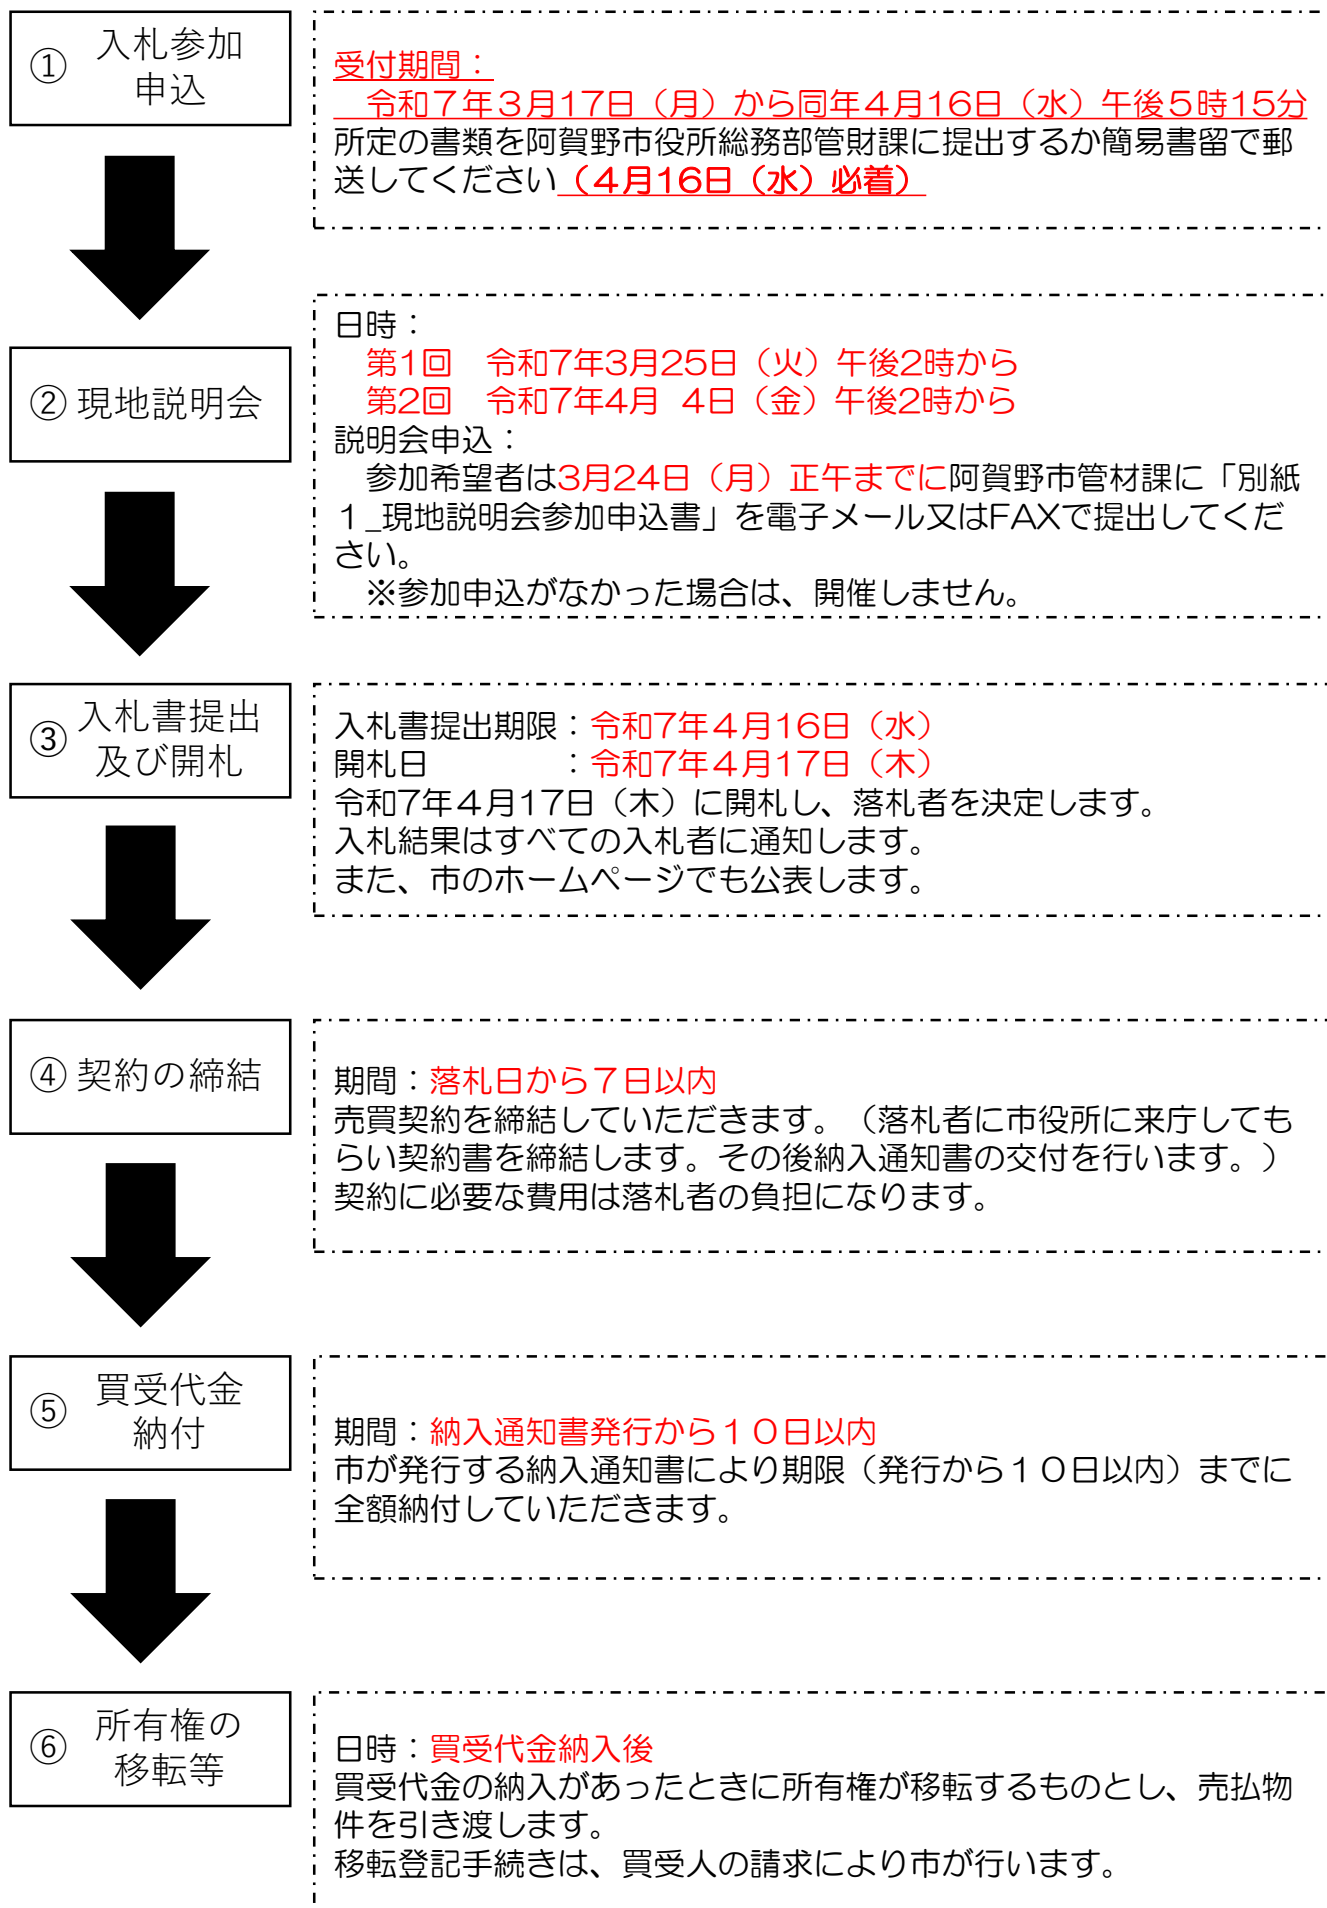 ① 入札参加
申込
受付期間：
令和７年３月17日（月）から同年４月16日（水）午後５時15分
所定の書類を阿賀野市役所総務部管財課に提出するか簡易書留で郵
送してください（４月16日（水）必着）
② 現地説明会
日時：
第1回　令和7年3月25日（火）午後2時から
第2回　令和7年4月 4日（金）午後2時から
説明会申込：
参加希望者は3月24日（月）正午までに阿賀野市管材課に「別紙
１_現地説明会参加申込書」を電子メール又はFAXで提出してくだ
さい。
※参加申込がなかった場合は、開催しません。
③ 入札書提出
及び開札
入札書提出期限：令和7年４月16日（水）
開札日　　　　：令和7年４月17日（木）
令和7年４月17日（木）に開札し、落札者を決定します。
入札結果はすべての入札者に通知します。
また、市のホームページでも公表します。
④ 契約の締結
期間：落札日から７日以内
売買契約を締結していただきます。（落札者に市役所に来庁しても
らい契約書を締結します。その後納入通知書の交付を行います。）
契約に必要な費用は落札者の負担になります。
⑤ 買受代金
納付
期間：納入通知書発行から１０日以内
市が発行する納入通知書により期限（発行から１０日以内）までに
全額納付していただきます。
⑥ 所有権の
移転等
日時：買受代金納入後
買受代金の納入があったときに所有権が移転するものとし、売払物
件を引き渡します。
移転登記手続きは、買受人の請求により市が行います。